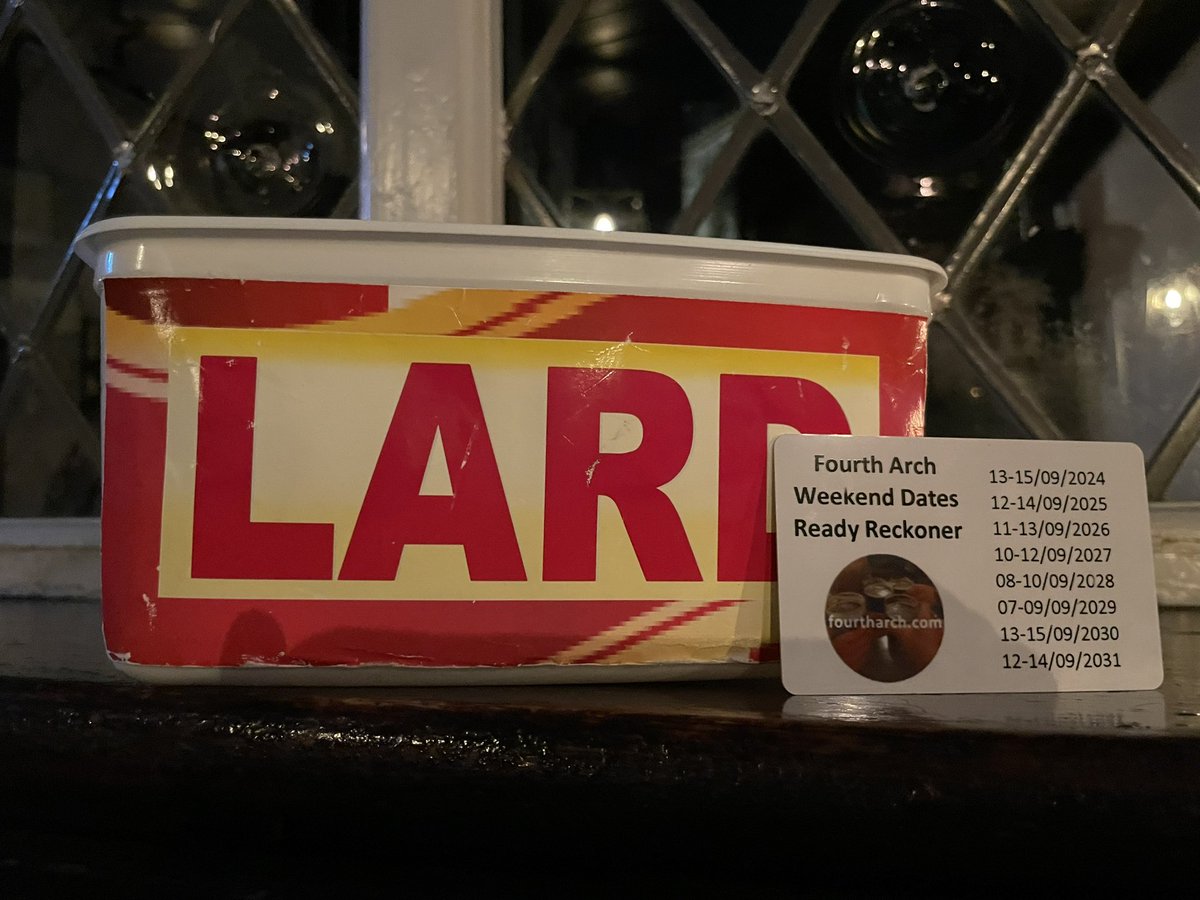 LARD
Fourth Arch
Weekend Dates
Ready Reckoner
fourtharch.com
13-15/09/2024
12-14/09/2025
11-13/09/2026
10-12/09/2027
08-10/09/2028
07-09/09/2029
13-15/09/2030
12-14/09/2031